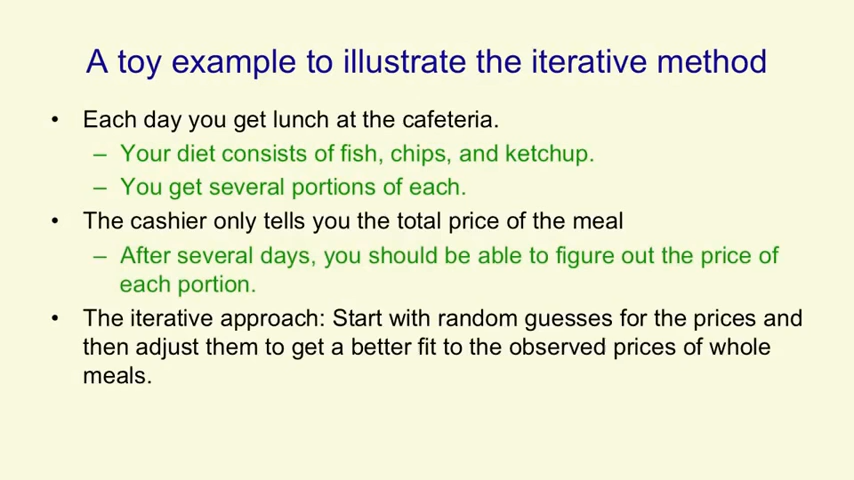 A toy example to illustrate the iterative method
• Each day you get lunch at the cafeteria.
– Your diet consists of fish, chips, and ketchup.
– You get several portions of each.
• The cashier only tells you the total price of the meal
– After several days, you should be able to figure out the price of
each portion.
• The iterative approach: Start with random guesses for the prices and
then adjust them to get a better fit to the observed prices of whole
meals.